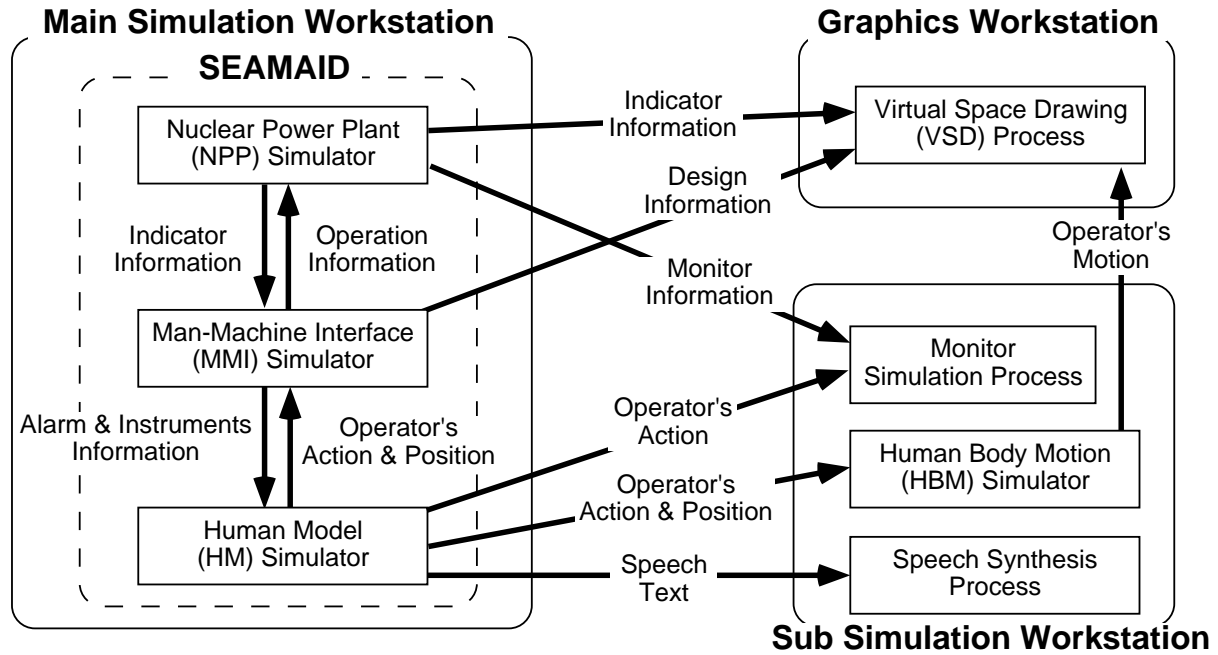 Main Simulation Workstation
Graphics Workstation
SEAMAID
Nuclear Power Plant
(NPP) Simulator
Indicator
Information
Virtual Space Drawing
(VSD) Process
Design
Information
Indicator
Information
Operation
Information
Operator's
Motion
Monitor
Information
Man-Machine Interface
(MMI) Simulator
Monitor
Simulation Process
Alarm & Instruments
Information
Operator's
Action & Position
Operator's
Action
Human Body Motion
(HBM) Simulator
Operator's
Action & Position
Human Model
(HM) Simulator
Speech
Text
Speech Synthesis
Process
Sub Simulation Workstation